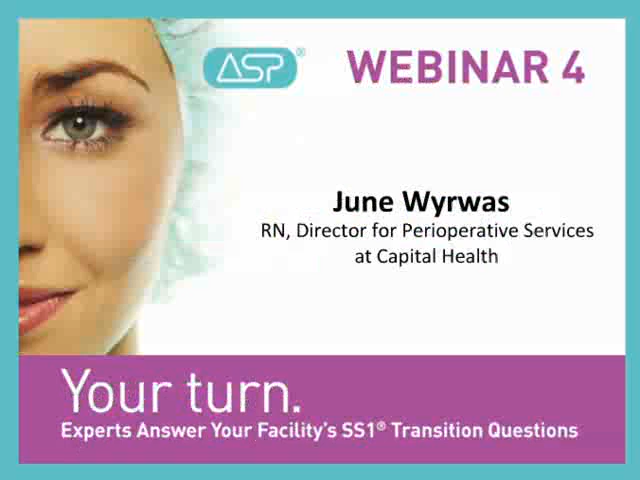 ASP®
WEBINAR 4
June Wyrwas
RN, Director for Perioperative Services
at Capital Health
Your turn.
Experts Answer Your Facility's SS1® Transition Questions